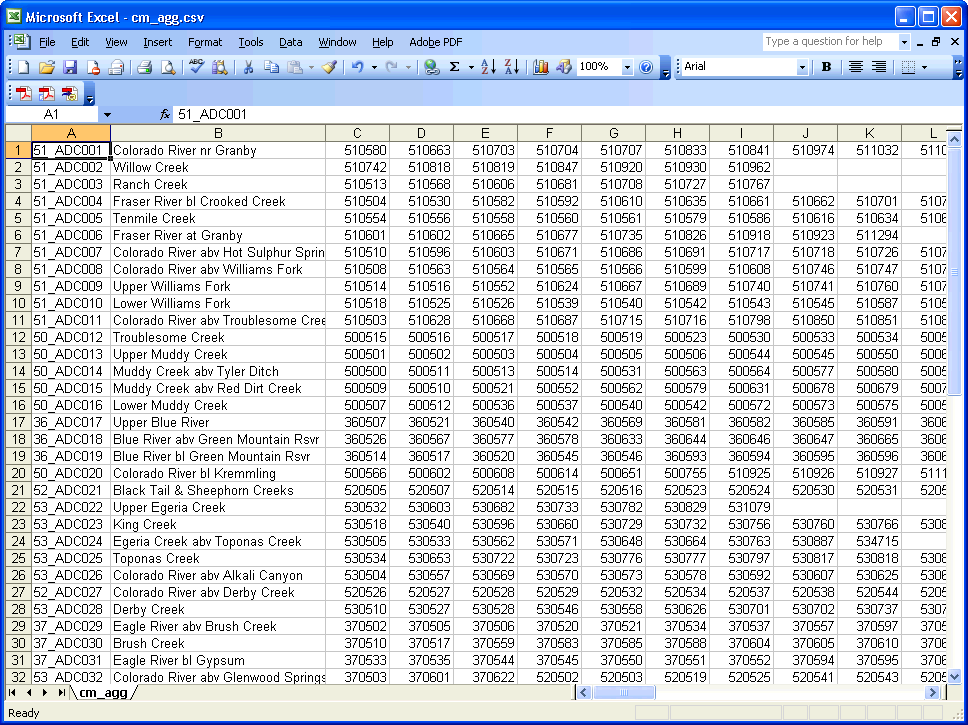 Microsoft Excel - cm_agg.csv
File Edit View Insert Format Tools Data Window Help Adobe PDF Type a question for help
100% Arial B
A1 fx 51_ADC001
A B C D E F G H I J K L
1 51_ADC001 Colorado River nr Granby 510580 510663 510703 510704 510707 510833 510841 510974 511032 5110
2 51_ADC002 Willow Creek 510742 510818 510819 510847 510920 510930 510962
3 51_ADC003 Ranch Creek 510513 510568 510606 510681 510708 510727 510767
4 51_ADC004 Fraser River bl Crooked Creek 510504 510530 510582 510592 510610 510635 510661 510662 510701 5107
5 51_ADC005 Tenmile Creek 510554 510556 510558 510560 510561 510579 510586 510616 510634 5106
6 51_ADC006 Fraser River at Granby 510601 510602 510665 510677 510735 510826 510918 510923 511294
7 51_ADC007 Colorado River abv Hot Sulphur Sprin 510510 510596 510603 510671 510686 510691 510717 510718 510726 5107
8 51_ADC008 Colorado River abv Williams Fork 510508 510563 510564 510565 510566 510599 510608 510746 510747 5107
9 51_ADC009 Upper Williams Fork 510514 510516 510552 510624 510667 510689 510740 510741 510760 5107
10 51_ADC010 Lower Williams Fork 510518 510525 510526 510539 510540 510542 510543 510545 510587 5105
11 51_ADC011 Colorado River abv Troublesome Cree 510503 510628 510668 510687 510715 510716 510798 510850 510851 5108
12 50_ADC012 Troublesome Creek 500515 500516 500517 500518 500519 500523 500530 500533 500534 5005
13 50_ADC013 Upper Muddy Creek 500501 500502 500503 500504 500505 500506 500544 500545 500550 5006
14 50_ADC014 Muddy Creek abv Tyler Ditch 500500 500511 500513 500514 500531 500563 500564 500577 500580 5005
15 50_ADC015 Muddy Creek abv Red Dirt Creek 500509 500510 500521 500552 500562 500579 500631 500678 500679 5007
16 50_ADC016 Lower Muddy Creek 500507 500512 500536 500537 500540 500542 500572 500573 500575 5005
17 36_ADC017 Upper Blue River 360507 360521 360540 360542 360569 360581 360582 360585 360591 3606
18 36_ADC018 Blue River abv Green Mountain Rsvr 360526 360567 360577 360578 360633 360644 360646 360647 360665 3606
19 36_ADC019 Blue River bl Green Mountain Rsvr 360514 360517 360520 360545 360546 360593 360594 360595 360596 3606
20 50_ADC020 Colorado River bl Kremmling 500566 500602 500608 500614 500651 500755 510925 510926 510927 5111
21 52_ADC021 Black Tail & Sheephorn Creeks 520505 520507 520514 520515 520516 520523 520524 520530 520531 5205
22 53_ADC022 Upper Egeria Creek 530532 530603 530682 530733 530782 530829 531079
23 53_ADC023 King Creek 530518 530540 530596 530660 530729 530732 530756 530760 530766 5308
24 53_ADC024 Egeria Creek abv Toponas Creek 530505 530533 530562 530571 530648 530664 530763 530887 534715
25 53_ADC025 Toponas Creek 530534 530653 530722 530723 530776 530777 530797 530817 530818 5308
26 53_ADC026 Colorado River abv Alkali Canyon 530504 530557 530569 530570 530573 530578 530592 530607 530625 5306
27 52_ADC027 Colorado River abv Derby Creek 520526 520527 520528 520529 520532 520534 520537 520538 520544 5205
28 53_ADC028 Derby Creek 530510 530527 530528 530546 530558 530626 530701 530702 530737 5307
29 37_ADC029 Eagle River abv Brush Creek 370502 370505 370506 370520 370521 370534 370537 370557 370597 3706
30 37_ADC030 Brush Creek 370510 370517 370559 370583 370585 370588 370604 370605 370610 3706
31 37_ADC031 Eagle River bl Gypsum 370533 370535 370544 370545 370550 370551 370552 370594 370595 3706
32 53_ADC032 Colorado River abv Glenwood Springs 370503 370601 370622 520502 520503 520519 520525 520541 520543 5205
cm_agg
Ready